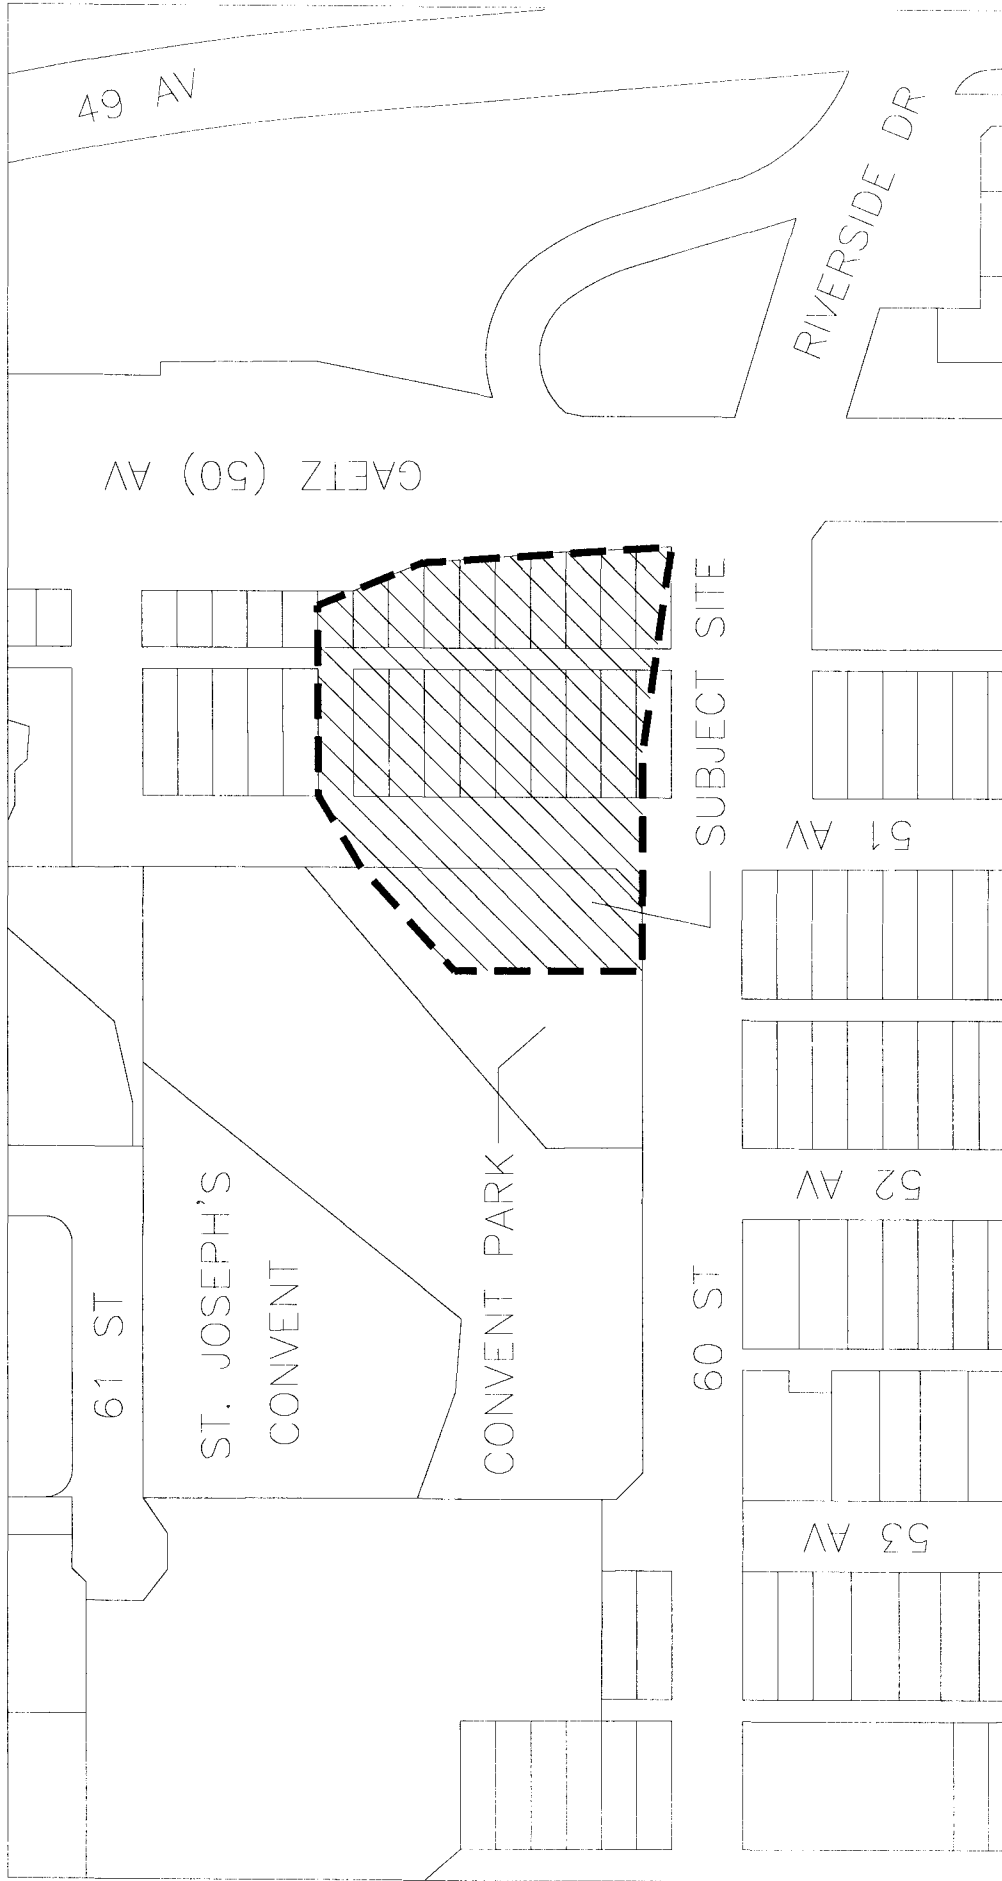 49 AV
RIVERSIDE DR
GAETZ (50) AV
SUBJECT SITE
51 AV
52 AV
61 ST
ST. JOSEPH'S
CONVENT
CONVENT PARK
60 ST
53 AV